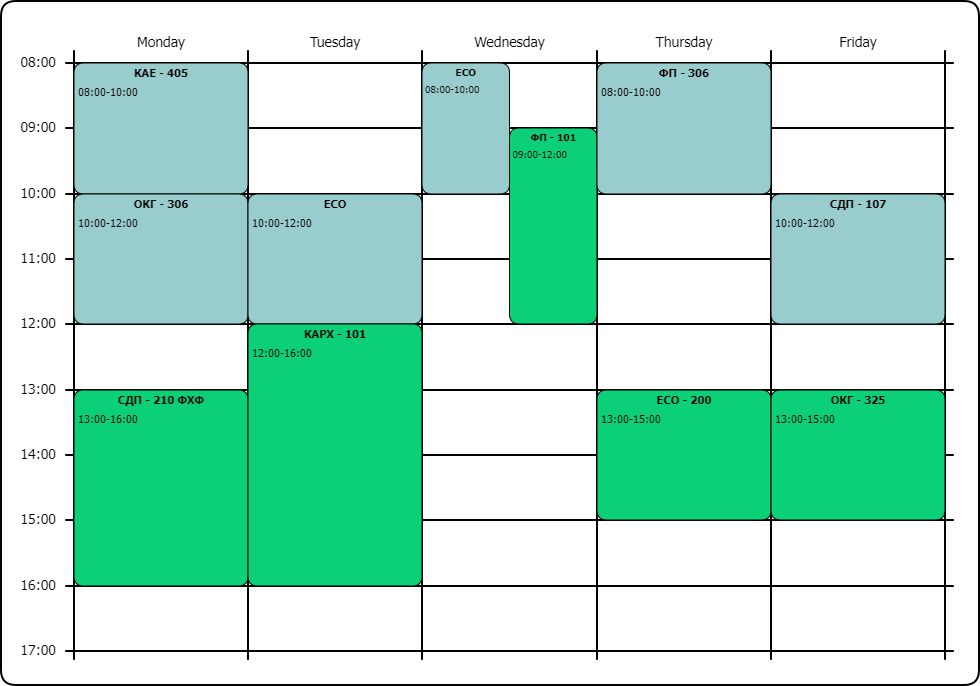 Monday Tuesday Wednesday Thursday Friday
08:00
КАЕ - 405
08:00-10:00
ЕСО
08:00-10:00
ФП - 306
08:00-10:00
09:00
ФП - 101
09:00-12:00
10:00
ОКГ - 306
10:00-12:00
ЕСО
10:00-12:00
СДП - 107
10:00-12:00
11:00
12:00
КАРХ - 101
12:00-16:00
13:00
СДП - 210 ФХФ
13:00-16:00
ЕСО - 200
13:00-15:00
ОКГ - 325
13:00-15:00
14:00
15:00
16:00
17:00